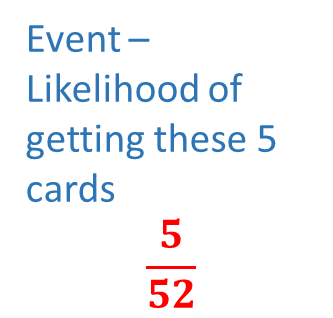 Event –
Likelihood of
getting these 5
cards
5
52